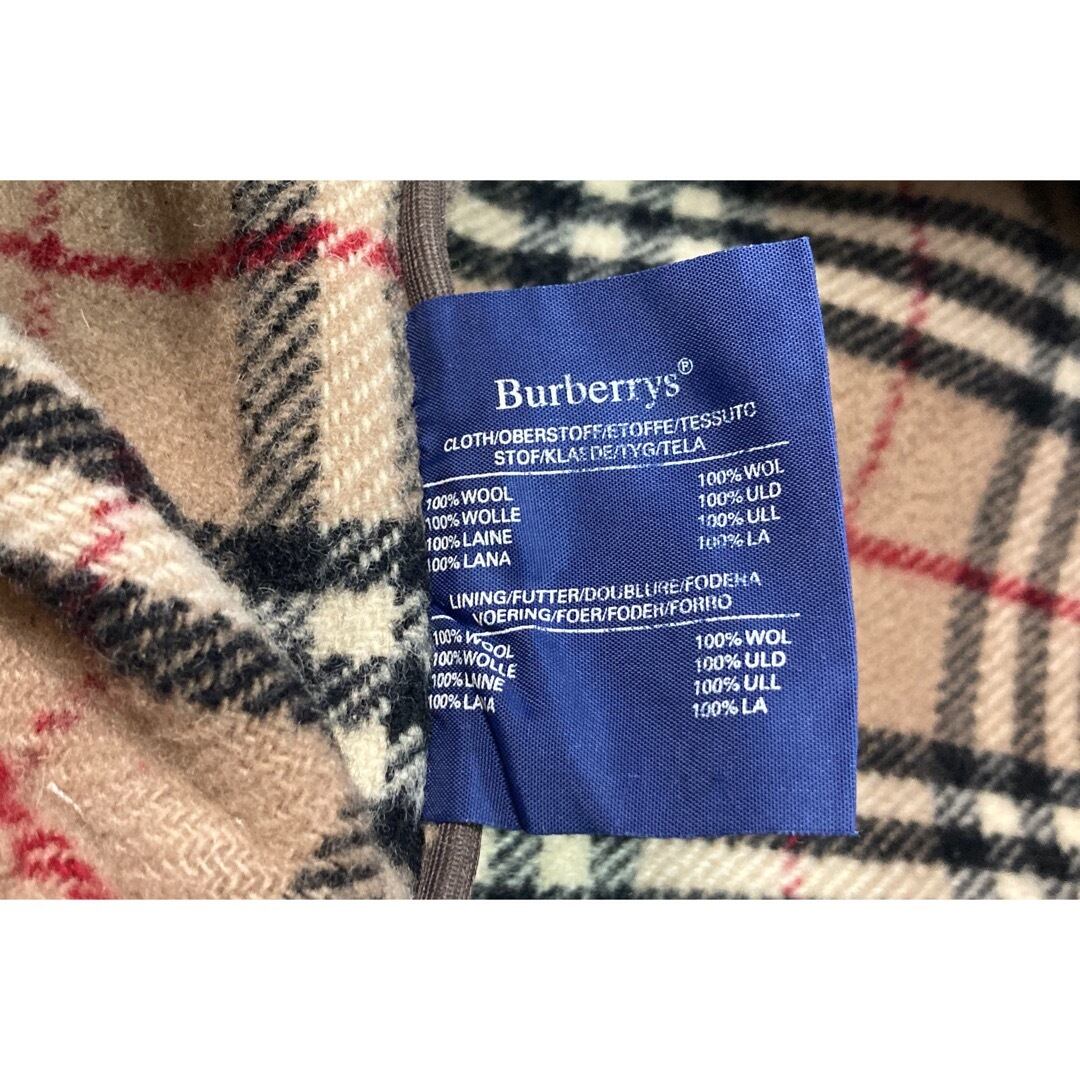 Burberrys®
CLOTH/OBERSTOFF/ETOFFE/TESSUTO
STOF/KLAEDE/TYG/TELA
100% WOOL 100% WOL
100% WOLLE 100% ULD
100% LAINE 100% ULL
100% LANA 100% LA
LINING/FUTTER/DOUBLURE/FODERA
VOERING/FOER/FODER/FORRO
100% WOOL 100% WOL
100% WOLLE 100% ULD
100% LAINE 100% ULL
100% LANA 100% LA